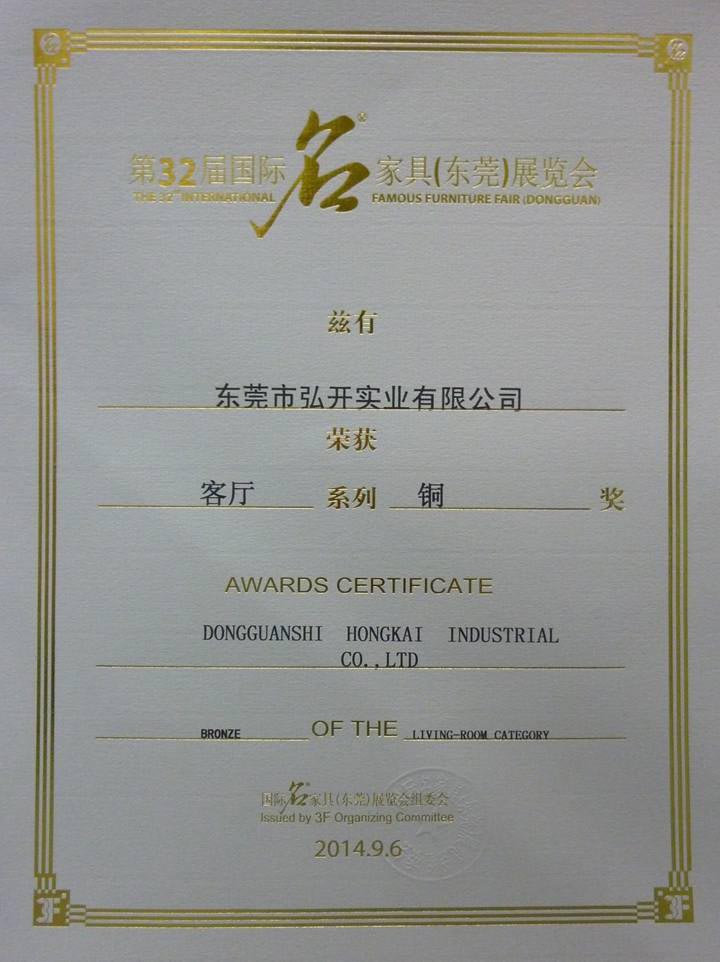 第32届国际名®家具(东莞)展览会
THE 32TH INTERNATIONAL FAMOUS FURNITURE FAIR (DONGGUAN)
兹有
东莞市弘开实业有限公司
荣获
客厅 系列 铜 奖
AWARDS CERTIFICATE
DONGGUANSHI HONGKAI INDUSTRIAL
CO.,LTD
BRONZE OF THE LIVING-ROOM CATEGORY
国际名®家具(东莞)展览会组委会
Issued by 3F Organizing Committee
2014.9.6
3F 3F